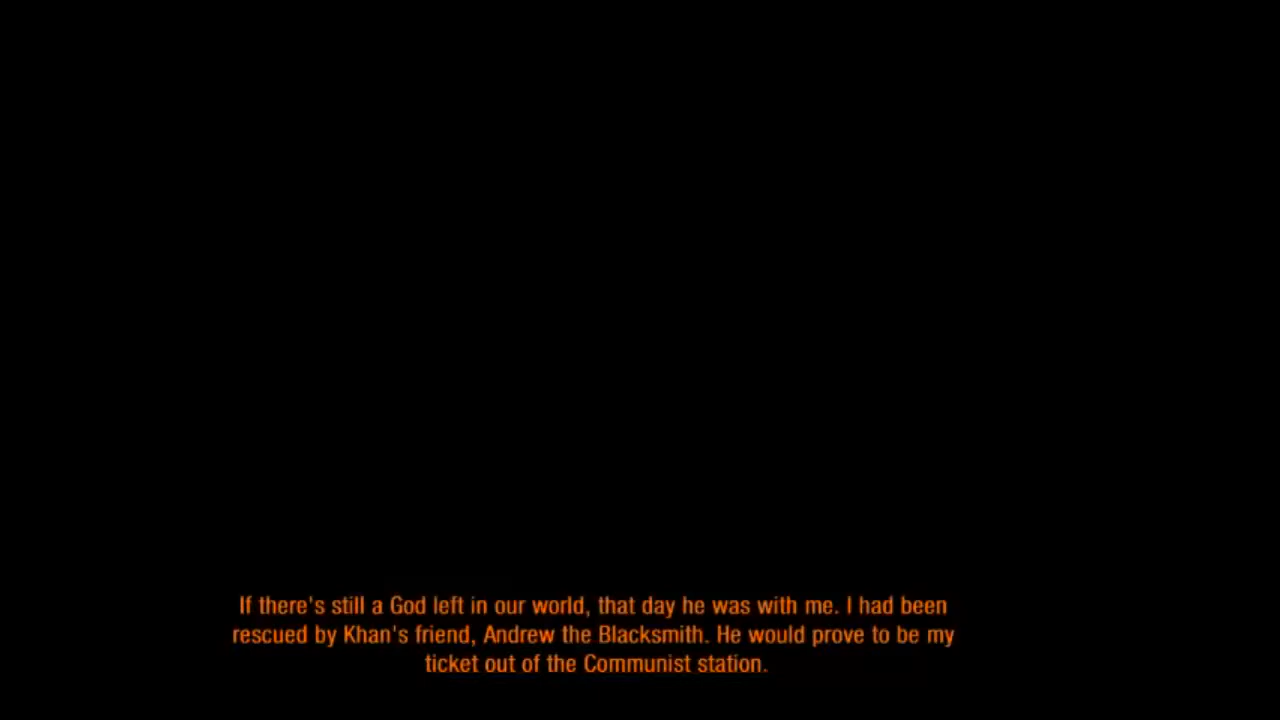 If there's still a God left in our world, that day he was with me. I had been
rescued by Khan's friend, Andrew the Blacksmith. He would prove to be my
ticket out of the Communist station.